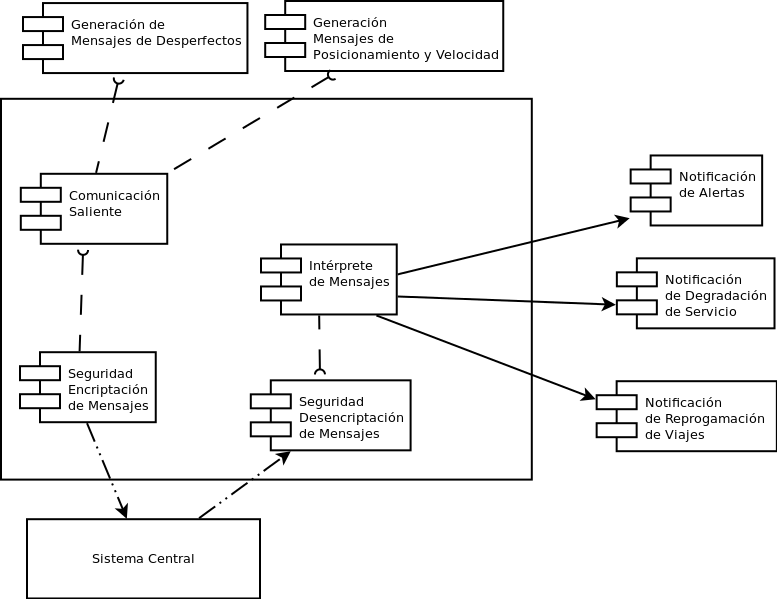 Generación de
Mensajes de Desperfectos
Generación
Mensajes de
Posicionamiento y Velocidad
Comunicación
Saliente
Notificación
de Alertas
Intérprete
de Mensajes
Notificación
de Degradación
de Servicio
Seguridad
Encriptación
de Mensajes
Seguridad
Desencriptación
de Mensajes
Notificación
de Reprogamación
de Viajes
Sistema Central